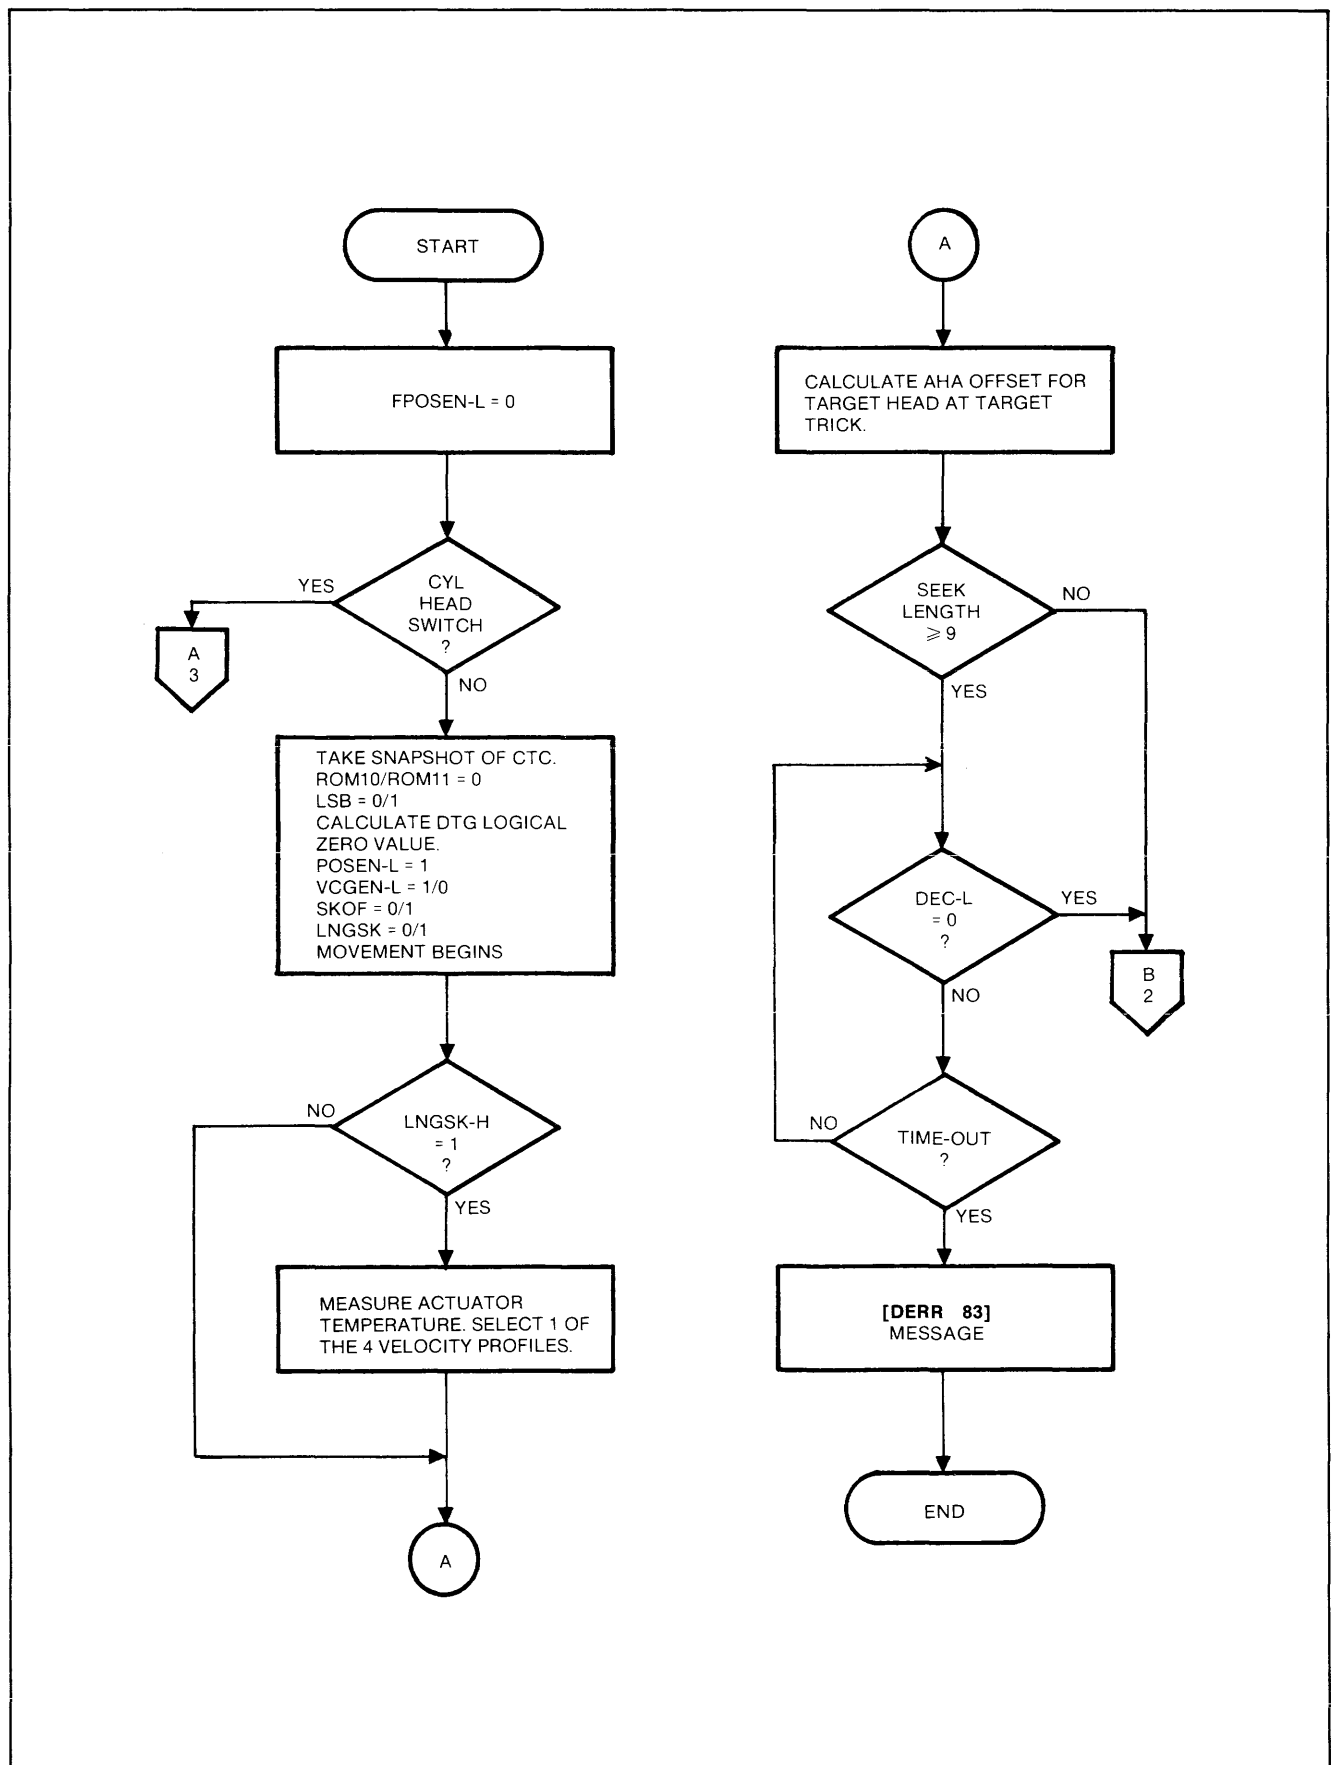 START
FPOSEN-L = 0
CYL
HEAD
SWITCH
?
YES
NO
A
3
TAKE SNAPSHOT OF CTC.
ROM10/ROM11 = 0
LSB = 0/1
CALCULATE DTG LOGICAL
ZERO VALUE.
POSEN-L = 1
VCGEN-L = 1/0
SKOF = 0/1
LNGSK = 0/1
MOVEMENT BEGINS
LNGSK-H
= 1
?
NO
YES
MEASURE ACTUATOR
TEMPERATURE. SELECT 1 OF
THE 4 VELOCITY PROFILES.
A
A
CALCULATE AHA OFFSET FOR
TARGET HEAD AT TARGET
TRICK.
SEEK
LENGTH
⩾ 9
NO
YES
DEC-L
= 0
?
YES
NO
B
2
TIME-OUT
?
NO
YES
[DERR 83]
MESSAGE
END